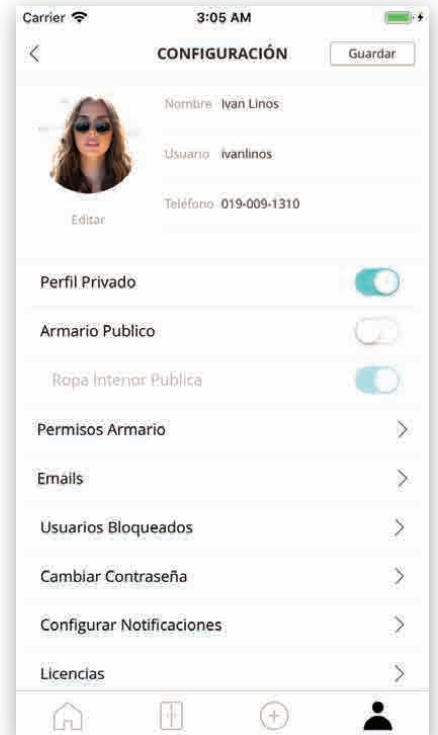 Carrier 3:05 AM
CONFIGURACIÓN Guardar
Nombre Ivan Linos
Usuario ivanlinos
Teléfono 019-009-1310
Editar
Perfil Privado
Armario Publico
Ropa Interior Publica
Permisos Armario
Emails
Usuarios Bloqueados
Cambiar Contraseña
Configurar Notificaciones
Licencias